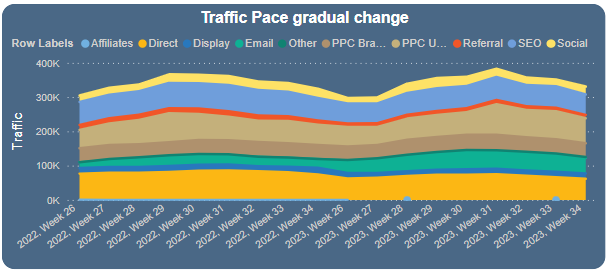 Traffic Pace gradual change
Row Labels Affiliates Direct Display Email Other PPC Bra... PPC U... Referral SEO Social
Traffic
400K
300K
200K
100K
0K
2022, Week 26
2022, Week 27
2022, Week 28
2022, Week 29
2022, Week 30
2022, Week 31
2022, Week 32
2022, Week 33
2022, Week 34
2023, Week 26
2023, Week 27
2023, Week 28
2023, Week 29
2023, Week 30
2023, Week 31
2023, Week 32
2023, Week 33
2023, Week 34